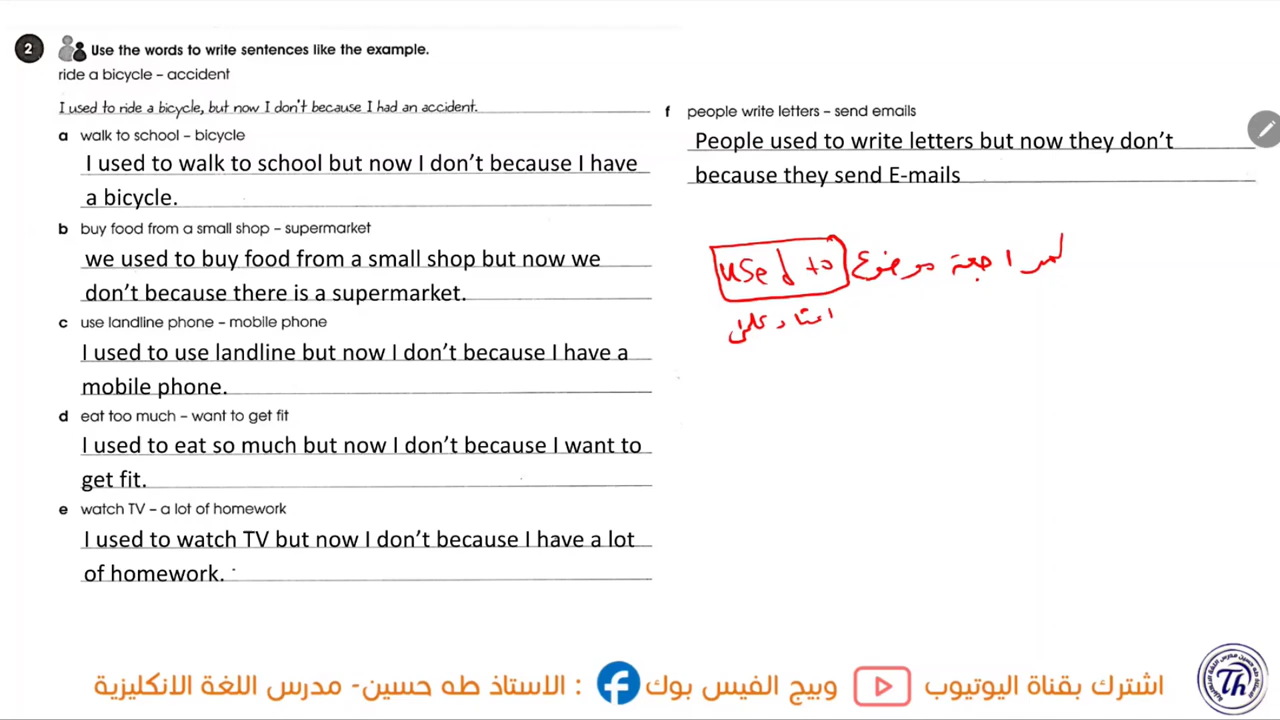 2 Use the words to write sentences like the example.
ride a bicycle – accident
I used to ride a bicycle, but now I don't because I had an accident.
a walk to school – bicycle
I used to walk to school but now I don’t because I have
a bicycle.
b buy food from a small shop – supermarket
we used to buy food from a small shop but now we
don’t because there is a supermarket.
c use landline phone – mobile phone
I used to use landline but now I don’t because I have a
mobile phone.
d eat too much – want to get fit
I used to eat so much but now I don’t because I want to
get fit.
e watch TV – a lot of homework
I used to watch TV but now I don’t because I have a lot
of homework.
f people write letters – send emails
People used to write letters but now they don’t
because they send E-mails
لمراجعة موضوع used to
اعتاد على
اشترك بقناة اليوتيوب وبيج الفيس بوك : الاستاذ طه حسين- مدرس اللغة الانكليزية
Th